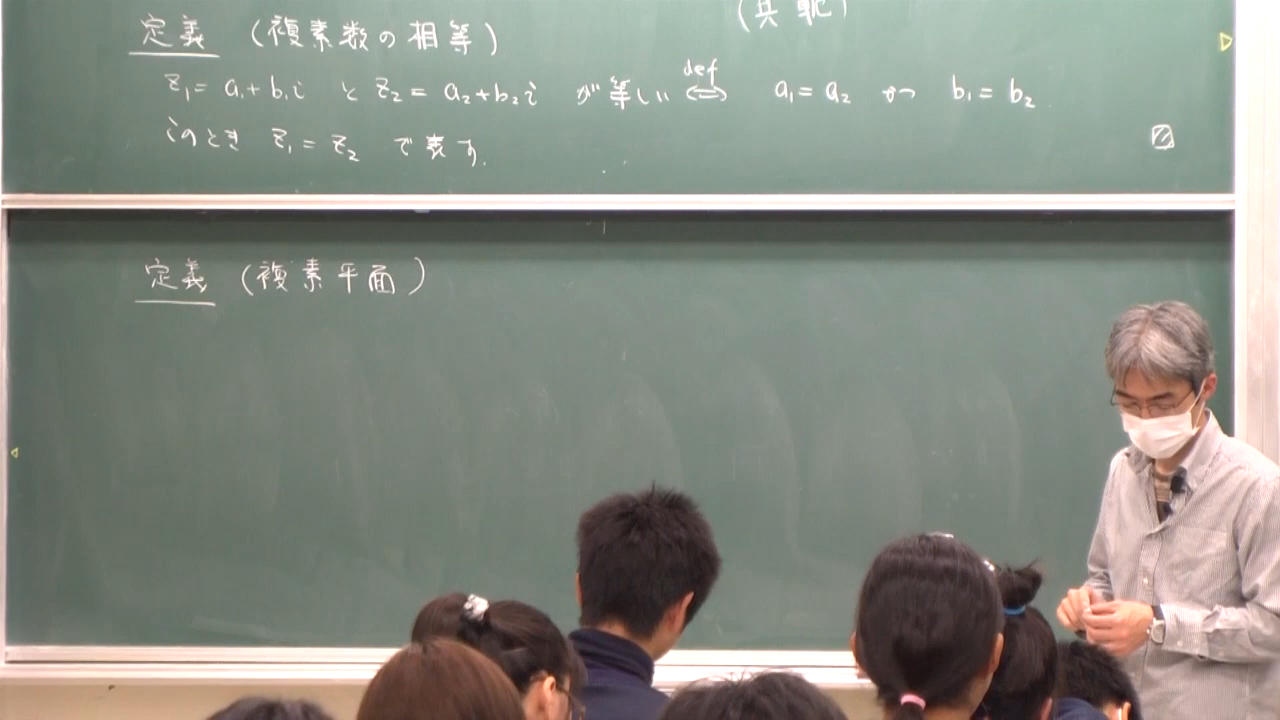 (共軛)
定義 (複素数の相等)
z₁= a₁+b₁i と z₂= a₂+b₂i が等しい def⇔ a₁=a₂ かつ b₁=b₂
このとき z₁=z₂ で表す.
定義 (複素平面)